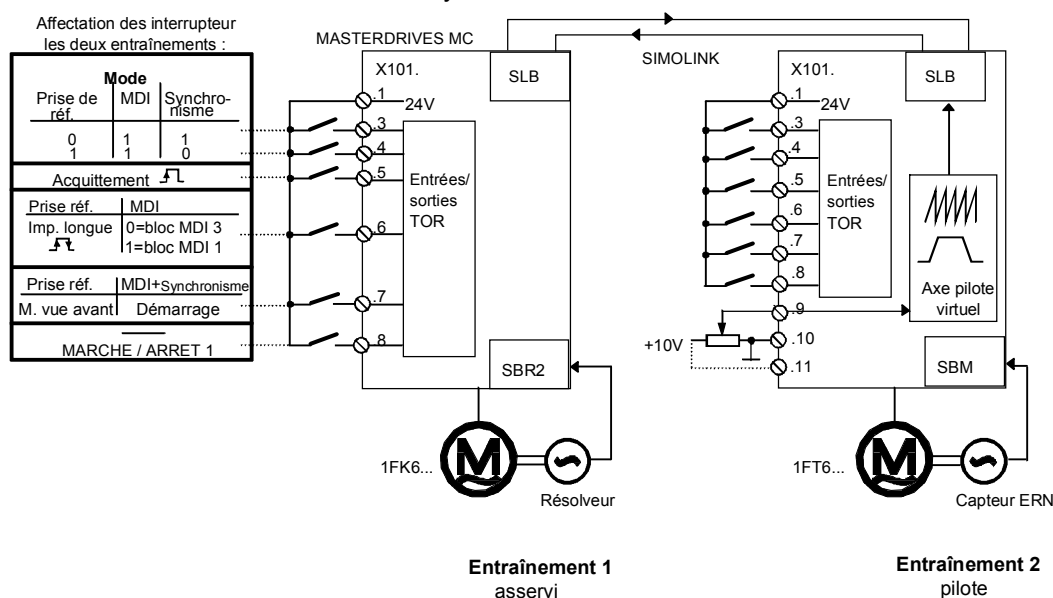 Affectation des interrupteur
les deux entraînements :
Mode
Prise de réf.
MDI
Synchro-
nisme
0 1 1
1 1 0
Acquittement
Prise réf.
MDI
Imp. longue
0=bloc MDI 3
1=bloc MDI 1
Prise réf.
MDI+Synchronisme
M. vue avant
Démarrage
MARCHE / ARRET 1
MASTERDRIVES MC
X101.
SLB
.1
24V
.3
.4
.5
.6
.7
.8
Entrées/
sorties
TOR
SBR2
1FK6...
M
Résolveur
Entraînement 1
asservi
SIMOLINK
X101.
SLB
.1
24V
.3
.4
.5
.6
.7
.8
.9
.10
.11
+10V
Entrées/
sorties
TOR
Axe pilote
virtuel
SBM
1FT6...
M
Capteur ERN
Entraînement 2
pilote